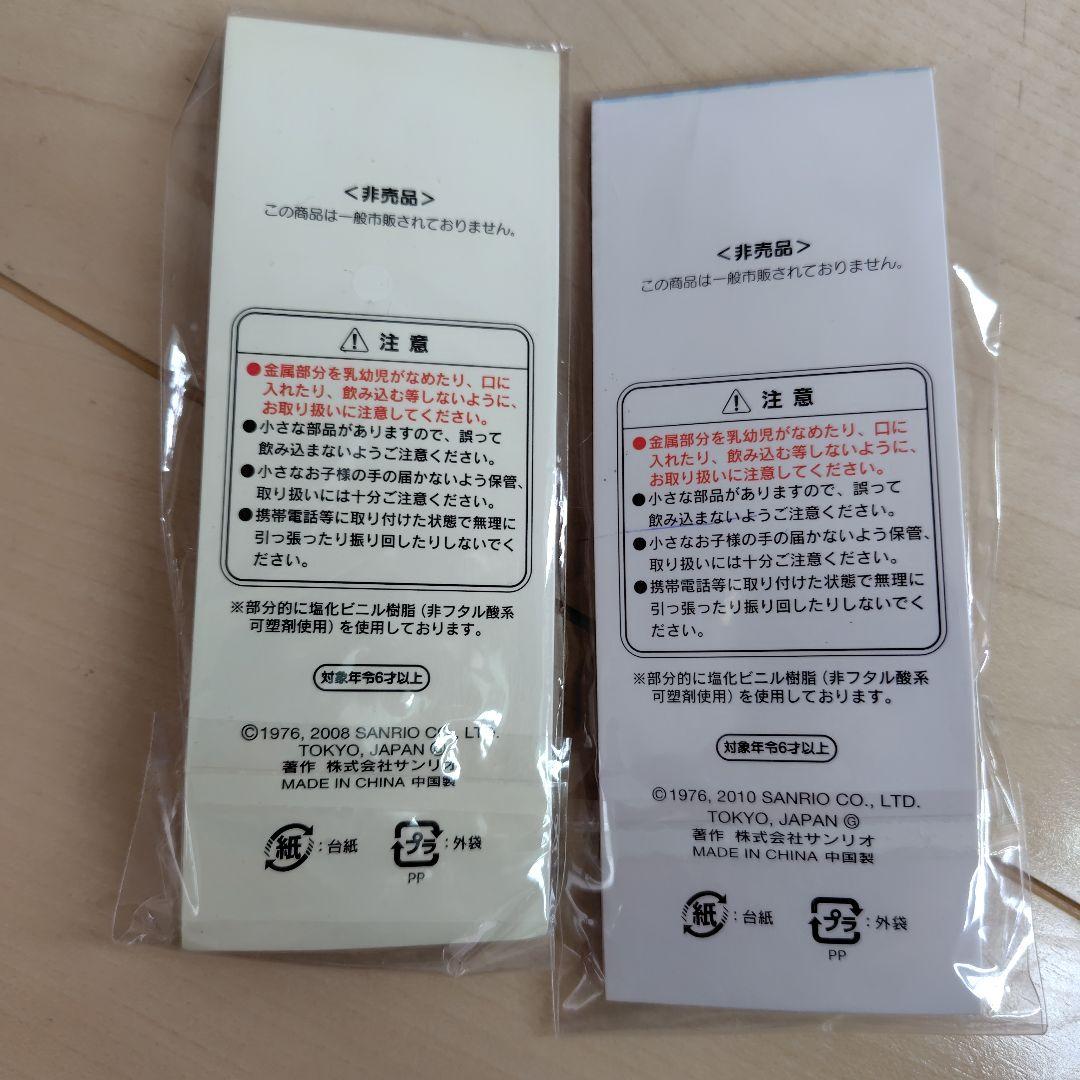 <非売品>
この商品は一般市販されておりません。
⚠ 注意
●金属部分を乳幼児がなめたり、口に
入れたり、飲み込む等しないように、
お取り扱いに注意してください。
●小さな部品がありますので、誤って
飲み込まないようご注意ください。
●小さなお子様の手の届かないよう保管、
取り扱いには十分ご注意ください。
●携帯電話等に取り付けた状態で無理に
引っ張ったり振り回したりしないでく
ださい。
※部分的に塩化ビニル樹脂(非フタル酸系
可塑剤使用)を使用しております。
対象年令6才以上
©1976, 2008 SANRIO CO., LTD.
TOKYO, JAPAN Ⓖ
著作 株式会社サンリオ
MADE IN CHINA 中国製
紙:台紙
プラ:外袋
PP
<非売品>
この商品は一般市販されておりません。
⚠ 注意
●金属部分を乳幼児がなめたり、口に
入れたり、飲み込む等しないように、
お取り扱いに注意してください。
●小さな部品がありますので、誤って
飲み込まないようご注意ください。
●小さなお子様の手の届かないよう保管、
取り扱いには十分ご注意ください。
●携帯電話等に取り付けた状態で無理に
引っ張ったり振り回したりしないでく
ださい。
※部分的に塩化ビニル樹脂(非フタル酸系
可塑剤使用)を使用しております。
対象年令6才以上
©1976, 2010 SANRIO CO., LTD.
TOKYO, JAPAN Ⓖ
著作 株式会社サンリオ
MADE IN CHINA 中国製
紙:台紙
プラ:外袋
PP